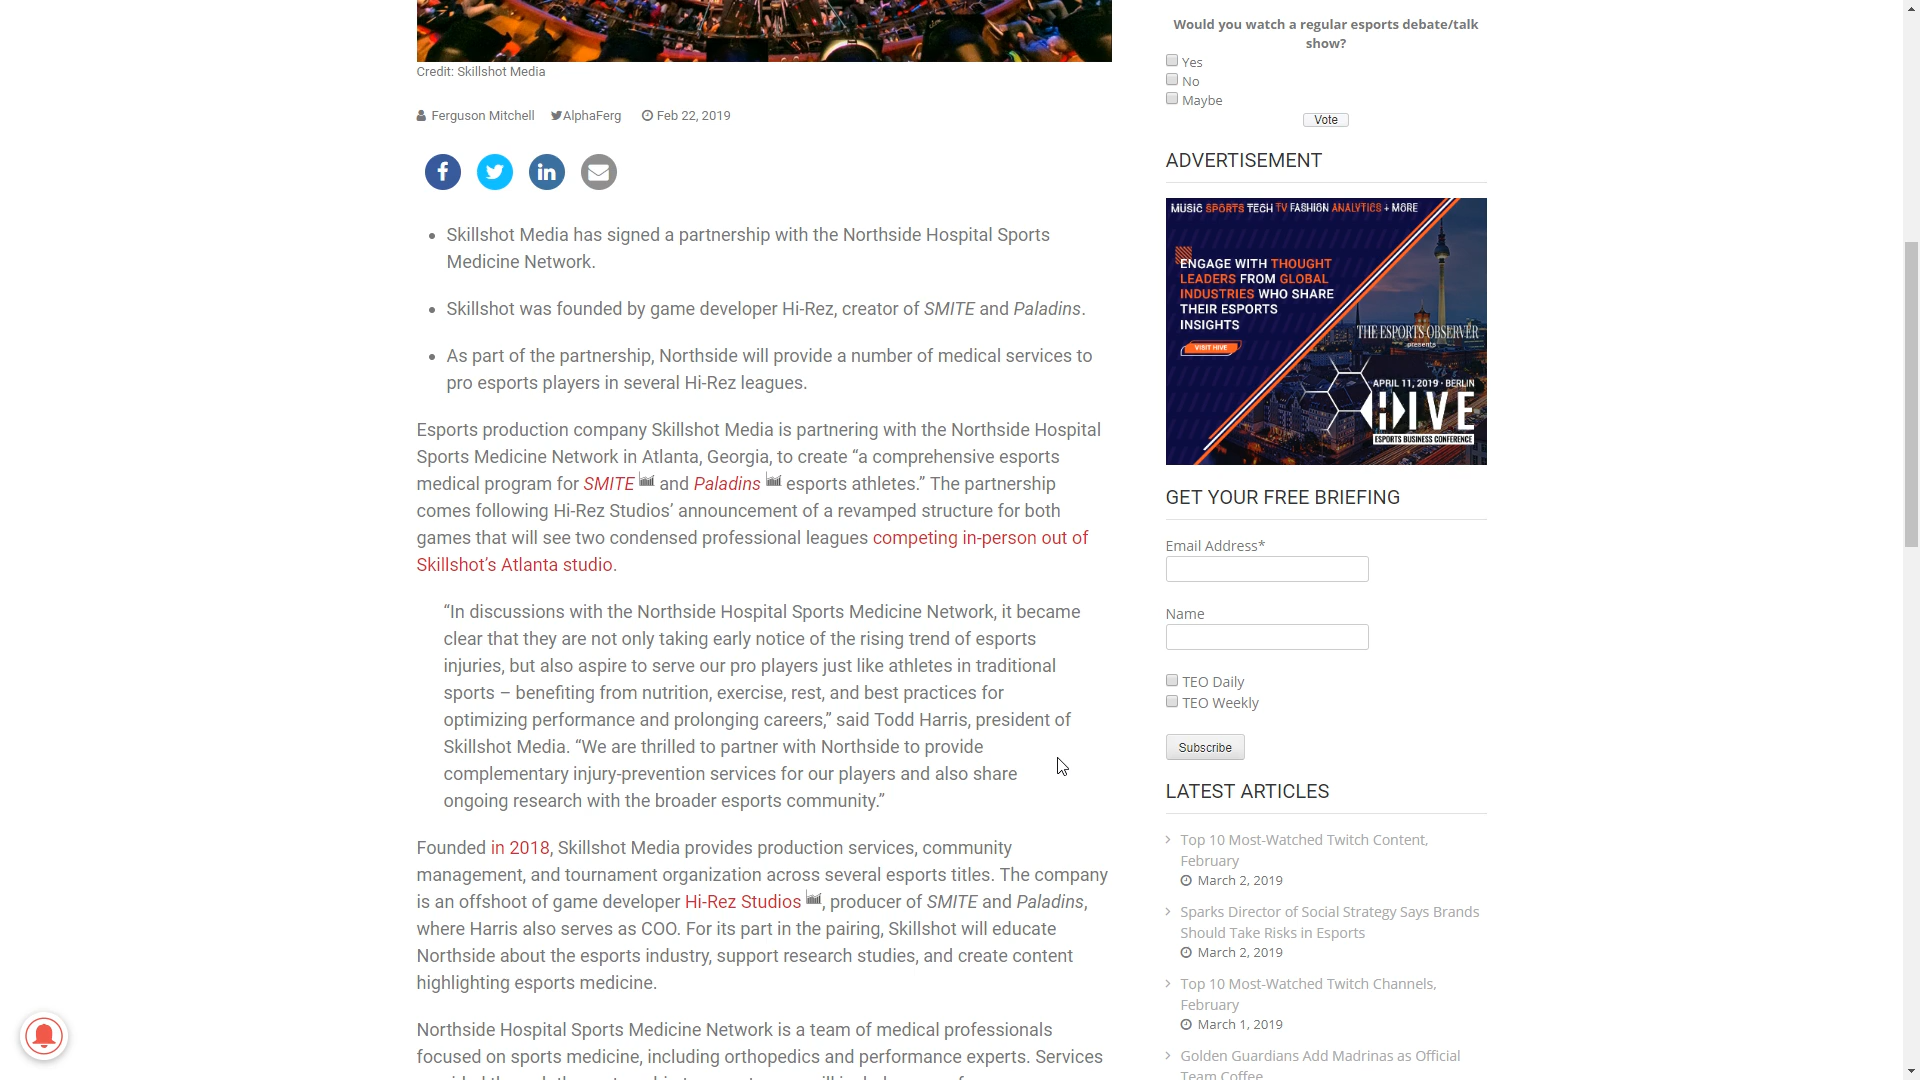 Credit: Skillshot Media
Ferguson Mitchell AlphaFerg Feb 22, 2019
Skillshot Media has signed a partnership with the Northside Hospital Sports
Medicine Network.
Skillshot was founded by game developer Hi-Rez, creator of SMITE and Paladins.
As part of the partnership, Northside will provide a number of medical services to
pro esports players in several Hi-Rez leagues.
Esports production company Skillshot Media is partnering with the Northside Hospital
Sports Medicine Network in Atlanta, Georgia, to create “a comprehensive esports
medical program for SMITE and Paladins esports athletes.” The partnership
comes following Hi-Rez Studios’ announcement of a revamped structure for both
games that will see two condensed professional leagues competing in-person out of
Skillshot’s Atlanta studio.
“In discussions with the Northside Hospital Sports Medicine Network, it became
clear that they are not only taking early notice of the rising trend of esports
injuries, but also aspire to serve our pro players just like athletes in traditional
sports – benefiting from nutrition, exercise, rest, and best practices for
optimizing performance and prolonging careers,” said Todd Harris, president of
Skillshot Media. “We are thrilled to partner with Northside to provide
complementary injury-prevention services for our players and also share
ongoing research with the broader esports community.”
Founded in 2018, Skillshot Media provides production services, community
management, and tournament organization across several esports titles. The company
is an offshoot of game developer Hi-Rez Studios , producer of SMITE and Paladins,
where Harris also serves as COO. For its part in the pairing, Skillshot will educate
Northside about the esports industry, support research studies, and create content
highlighting esports medicine.
Northside Hospital Sports Medicine Network is a team of medical professionals
focused on sports medicine, including orthopedics and performance experts. Services
Would you watch a regular esports debate/talk
show?
Yes
No
Maybe
Vote
ADVERTISEMENT
MUSIC SPORTS TECH TV FASHION ANALYTICS + MORE
ENGAGE WITH THOUGHT
LEADERS FROM GLOBAL
INDUSTRIES WHO SHARE
THEIR ESPORTS
INSIGHTS
VISIT HIVE
THE ESPORTS OBSERVER
presents
APRIL 11, 2019 · BERLIN
HIVE
ESPORTS BUSINESS CONFERENCE
GET YOUR FREE BRIEFING
Email Address*
Name
TEO Daily
TEO Weekly
Subscribe
LATEST ARTICLES
Top 10 Most-Watched Twitch Content,
February
March 2, 2019
Sparks Director of Social Strategy Says Brands
Should Take Risks in Esports
March 2, 2019
Top 10 Most-Watched Twitch Channels,
February
March 1, 2019
Golden Guardians Add Madrinas as Official
Team Coffee